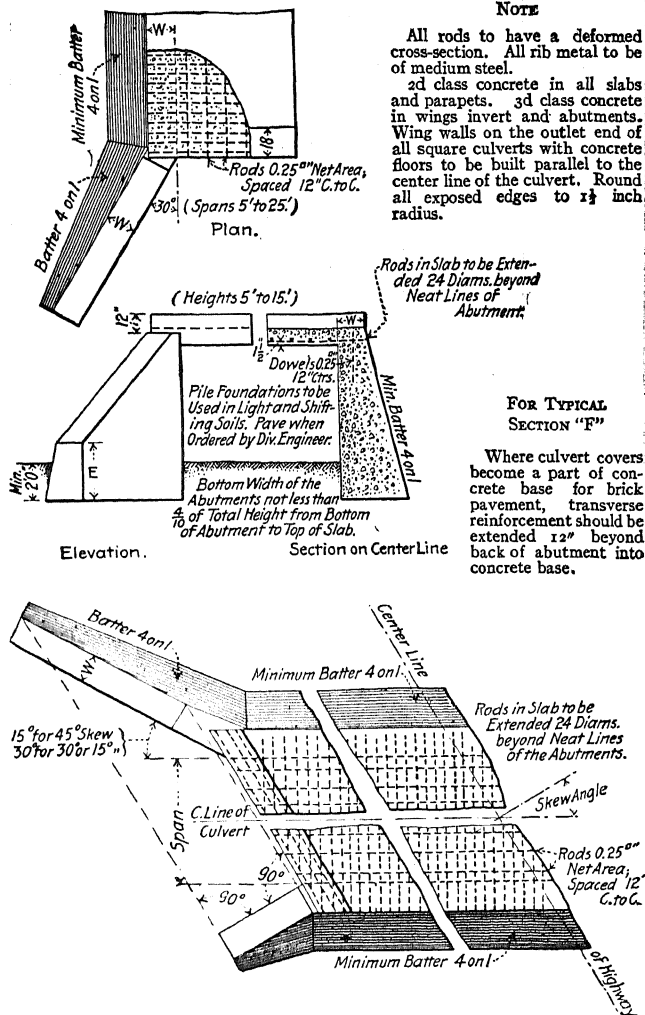 NOTE
All rods to have a deformed
cross-section. All rib metal to be
of medium steel.
2d class concrete in all slabs
and parapets. 3d class concrete
in wings invert and abutments.
Wing walls on the outlet end of
all square culverts with concrete
floors to be built parallel to the
center line of the culvert. Round
all exposed edges to 1½ inch
radius.
W
Minimum Batter
4 on 1
18"
Rods 0.25□" Net Area,
Spaced 12" C. to C.
Batter 4 on 1
W
30°
(Spans 5' to 25'.)
Plan.
Rods in Slab to be Exten-
ded 24 Diams. beyond
Neat Lines of
Abutment.
(Heights 5' to 15'.)
12"
W
1½"
Dowels 0.25□"
12" Ctrs.
Min. Batter 4 on 1
Pile Foundations to be
Used in Light and Shift-
ing Soils. Pave when
Ordered by Div. Engineer.
E
Min.
20"
Bottom Width of the
Abutments not less than
4/10 of Total Height from Bottom
of Abutment to Top of Slab.
Elevation.
Section on Center Line
FOR TYPICAL
SECTION "F"
Where culvert covers
become a part of con-
crete base for brick
pavement, transverse
reinforcement should be
extended 12" beyond
back of abutment into
concrete base.
Batter 4 on 1
W
Minimum Batter 4 on 1
Center Line
15° for 45° Skew
30° for 30° or 15° "
Rods in Slab to be
Extended 24 Diams.
beyond Neat Lines
of the Abutments.
Span
C. Line of
Culvert
Skew Angle
90°
90°
Rods 0.25□"
Net Area,
Spaced 12"
C. to C.
Minimum Batter 4 on 1
of Highway